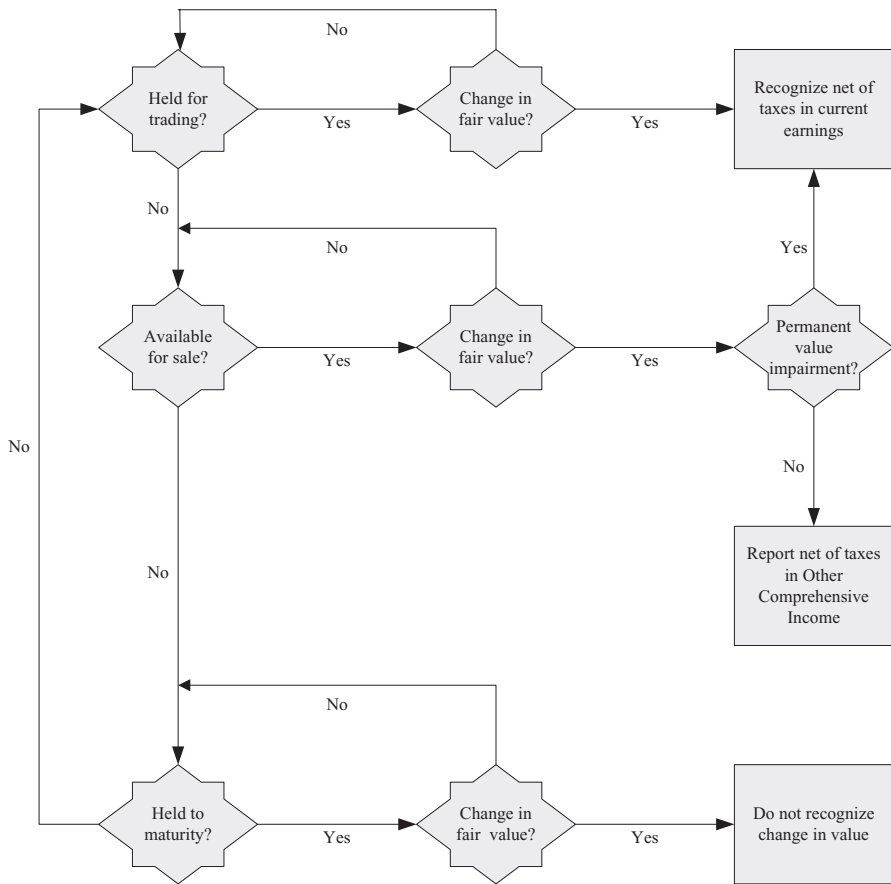 No
Held for
trading?
Yes
Change in
fair value?
Yes
Recognize net of
taxes in current
earnings
No
No
Yes
Available
for sale?
Yes
Change in
fair value?
Yes
Permanent
value
impairment?
No
No
Report net of taxes
in Other
Comprehensive
Income
No
No
Held to
maturity?
Yes
Change in
fair value?
Yes
Do not recognize
change in value